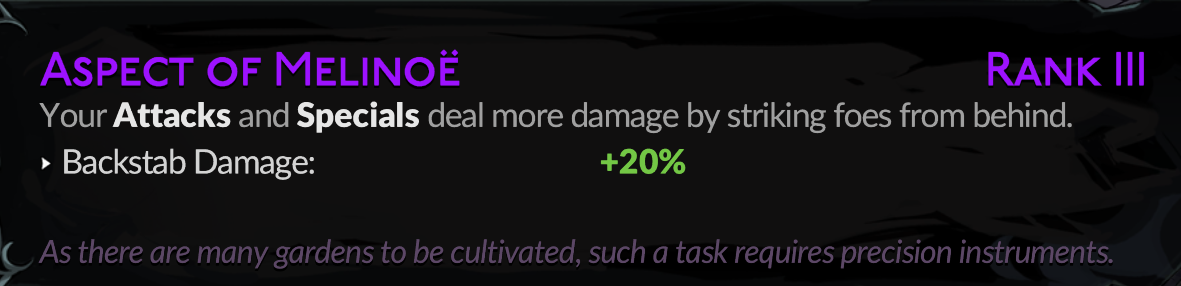 Aspect of Melinoë Rank III
Your Attacks and Specials deal more damage by striking foes from behind.
Backstab Damage: +20%
As there are many gardens to be cultivated, such a task requires precision instruments.